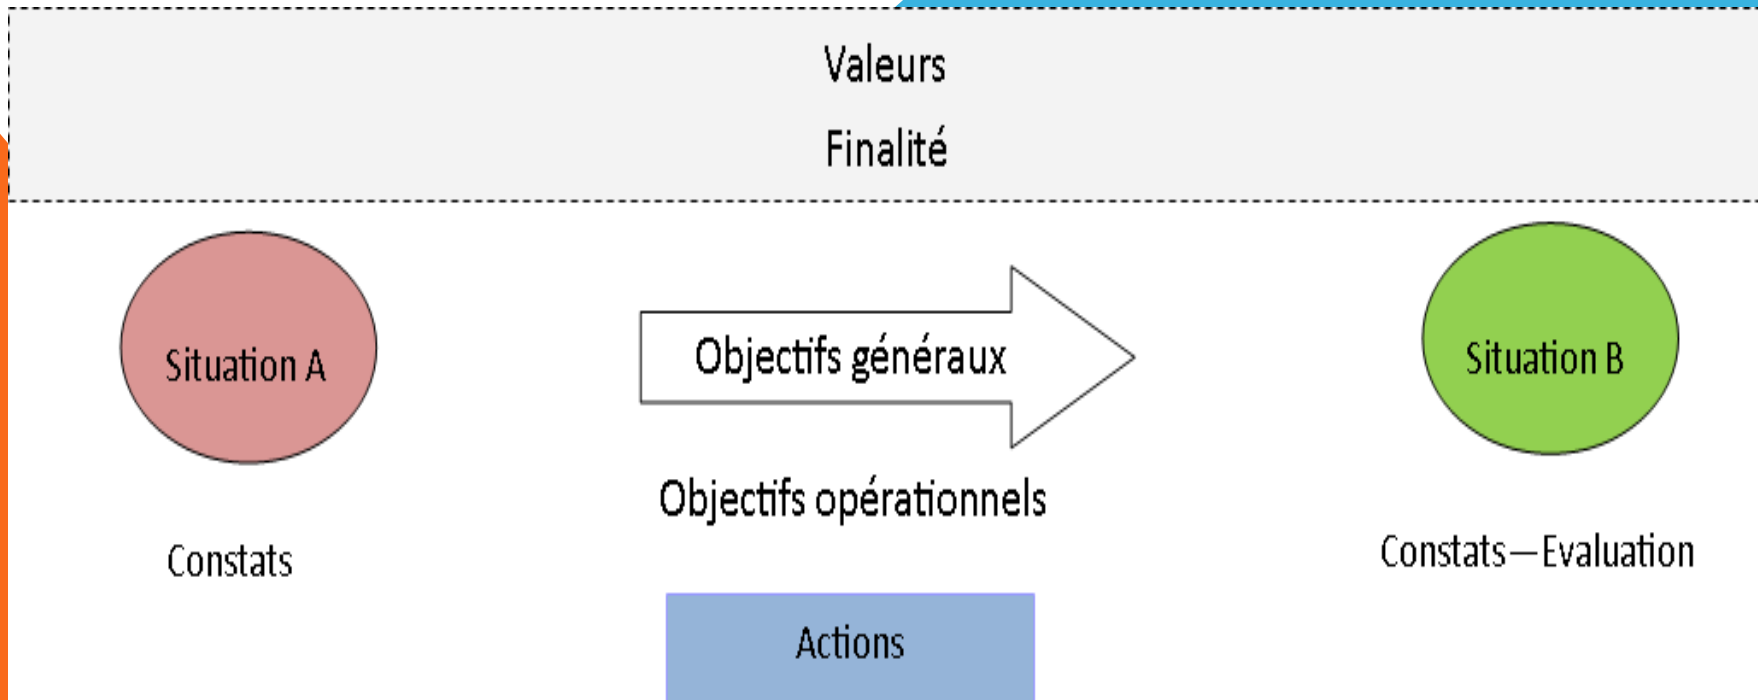 Valeurs
Finalité
Situation A
Objectifs généraux
Situation B
Objectifs opérationnels
Constats
Constats—Evaluation
Actions